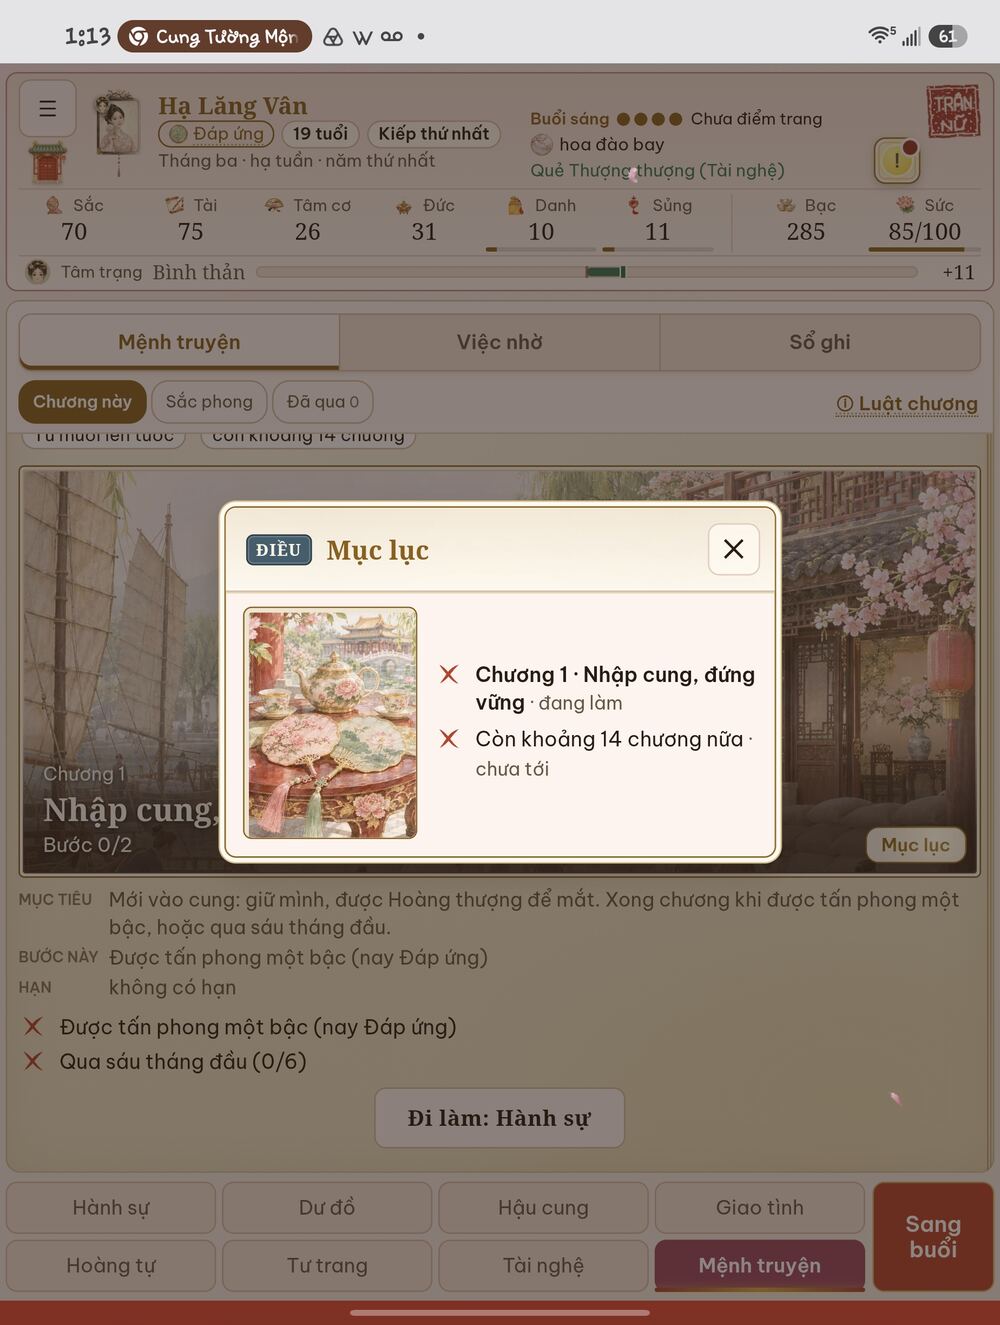 1:13 Cung Tường Mộn 61
Hạ Lăng Vân
Đáp ứng 19 tuổi Kiếp thứ nhất
Tháng ba · hạ tuần · năm thứ nhất
Buổi sáng Chưa điểm trang
hoa đào bay
Quẻ Thượng thượng (Tài nghệ)
TRÂN
NỮ
Sắc Tài Tâm cơ Đức Danh Sủng Bạc Sức
70 75 26 31 10 11 285 85/100
Tâm trạng Bình thản +11
Mệnh truyện Việc nhờ Sổ ghi
Chương này Sắc phong Đã qua 0 Luật chương
Tú muội lên tước còn khoảng 14 chương
ĐIỀU Mục lục
Chương 1 · Nhập cung, đứng
vững · đang làm
Còn khoảng 14 chương nữa ·
chưa tới
Chương 1
Nhập cung,
Bước 0/2
Mục lục
MỤC TIÊU Mới vào cung: giữ mình, được Hoàng thượng để mắt. Xong chương khi được tấn phong một
bậc, hoặc qua sáu tháng đầu.
BƯỚC NÀY Được tấn phong một bậc (nay Đáp ứng)
HẠN không có hạn
Được tấn phong một bậc (nay Đáp ứng)
Qua sáu tháng đầu (0/6)
Đi làm: Hành sự
Hành sự Dư đồ Hậu cung Giao tình
Hoàng tự Tư trang Tài nghệ Mệnh truyện
Sang
buổi